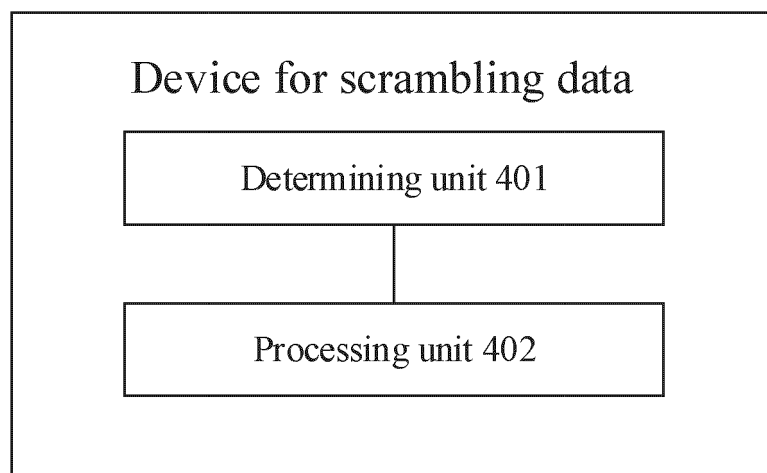 Device for scrambling data
Determining unit 401
Processing unit 402